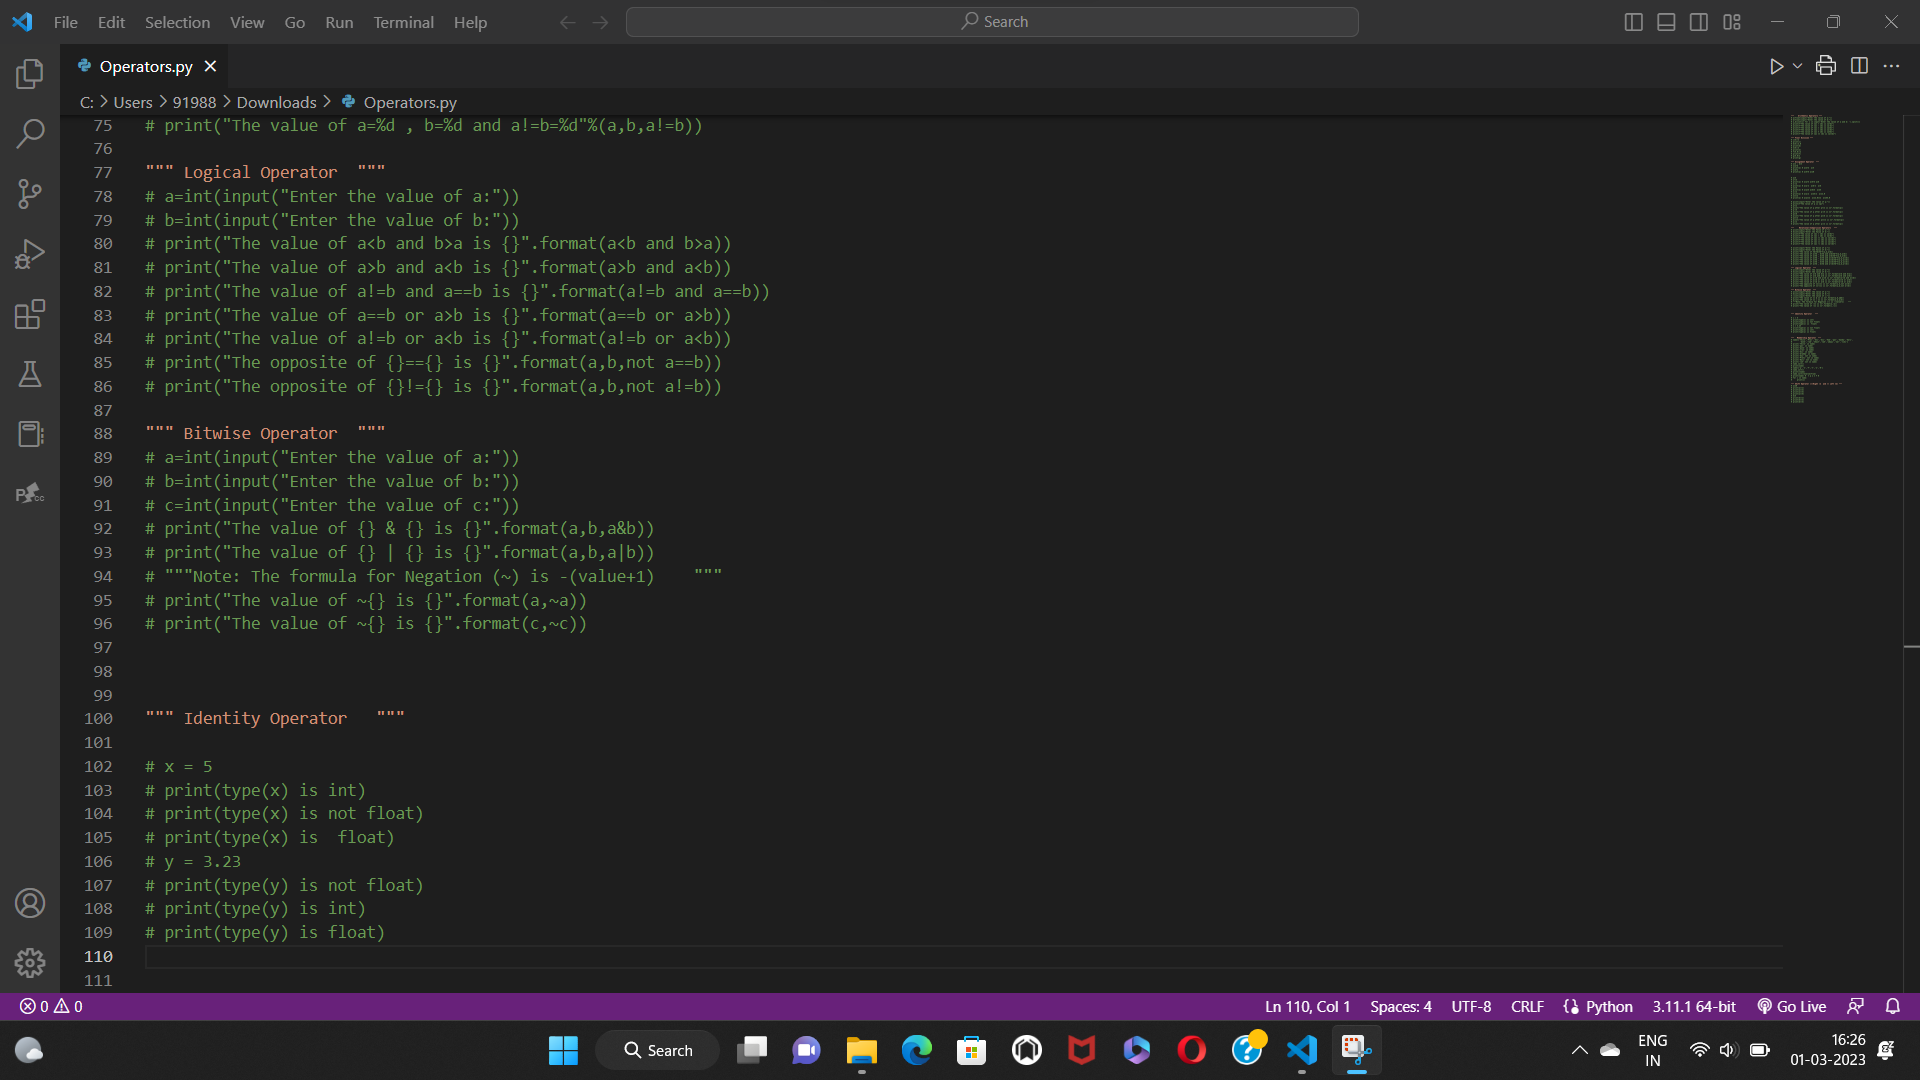 File Edit Selection View Go Run Terminal Help Search
Operators.py
C: > Users > 91988 > Downloads > Operators.py
75 # print("The value of a=%d , b=%d and a!=b=%d"%(a,b,a!=b))
76
77 """ Logical Operator  """
78 # a=int(input("Enter the value of a:"))
79 # b=int(input("Enter the value of b:"))
80 # print("The value of a<b and b>a is {}".format(a<b and b>a))
81 # print("The value of a>b and a<b is {}".format(a>b and a<b))
82 # print("The value of a!=b and a==b is {}".format(a!=b and a==b))
83 # print("The value of a==b or a>b is {}".format(a==b or a>b))
84 # print("The value of a!=b or a<b is {}".format(a!=b or a<b))
85 # print("The opposite of {}=={} is {}".format(a,b,not a==b))
86 # print("The opposite of {}!={} is {}".format(a,b,not a!=b))
87
88 """ Bitwise Operator  """
89 # a=int(input("Enter the value of a:"))
90 # b=int(input("Enter the value of b:"))
91 # c=int(input("Enter the value of c:"))
92 # print("The value of {} & {} is {}".format(a,b,a&b))
93 # print("The value of {} | {} is {}".format(a,b,a|b))
94 # """Note: The formula for Negation (~) is -(value+1)    """
95 # print("The value of ~{} is {}".format(a,~a))
96 # print("The value of ~{} is {}".format(c,~c))
97
98
99
100 """ Identity Operator   """
101
102 # x = 5
103 # print(type(x) is int)
104 # print(type(x) is not float)
105 # print(type(x) is  float)
106 # y = 3.23
107 # print(type(y) is not float)
108 # print(type(y) is int)
109 # print(type(y) is float)
110
111
0 0 Ln 110, Col 1 Spaces: 4 UTF-8 CRLF Python 3.11.1 64-bit Go Live
Search
ENG
IN
16:26
01-03-2023